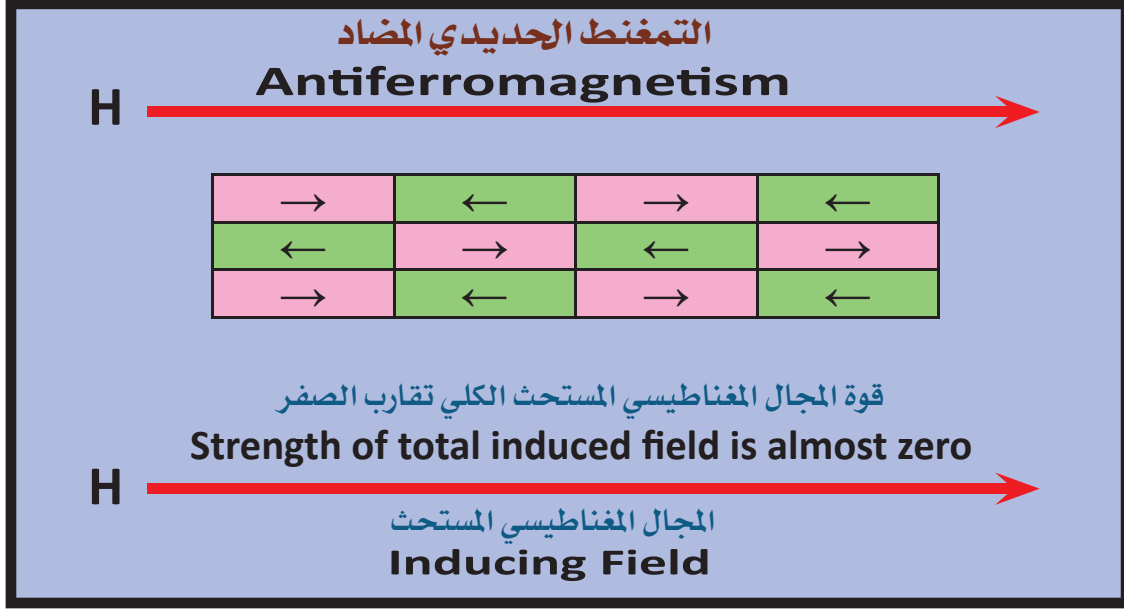 التمغنط الحديدي المضاد
Antiferromagnetism
H
→ ← → ←
← → ← →
→ ← → ←
قوة المجال المغناطيسي المستحث الكلي تقارب الصفر
Strength of total induced field is almost zero
H
المجال المغناطيسي المستحث
Inducing Field